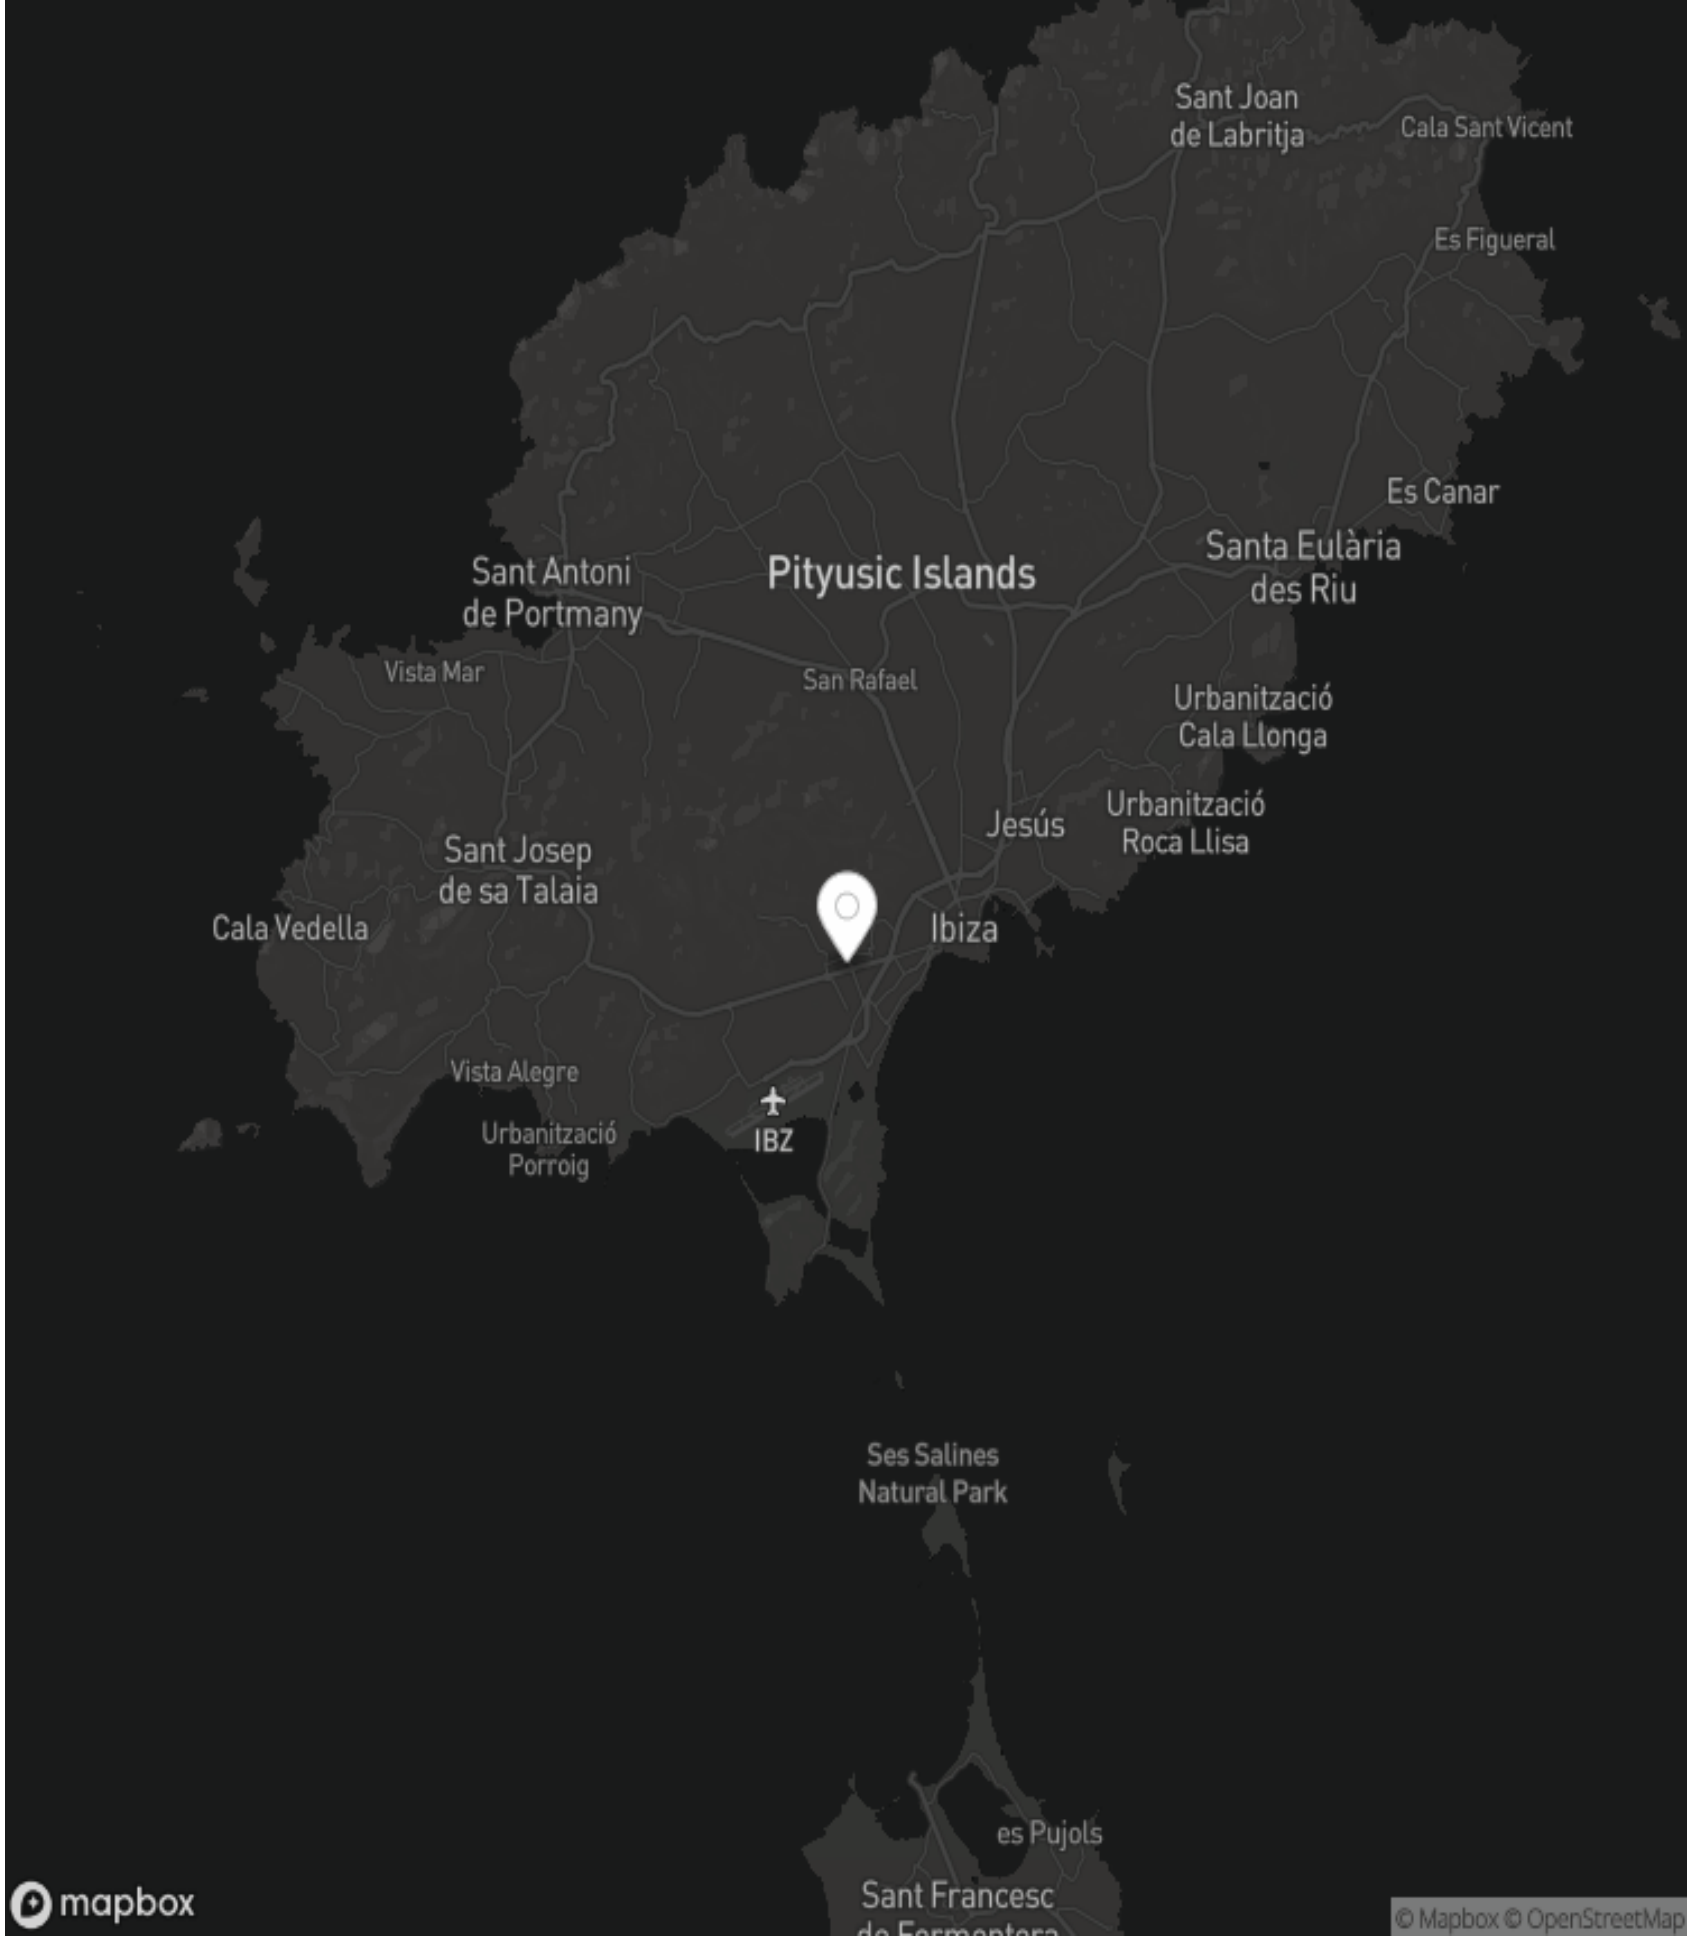 Sant Joan
de Labritja
Cala Sant Vicent
Es Figueral
Es Canar
Santa Eulària
des Riu
Sant Antoni
de Portmany
Pityusic Islands
Vista Mar
San Rafael
Urbanització
Cala Llonga
Urbanització
Roca Llisa
Jesús
Sant Josep
de sa Talaia
Cala Vedella
Ibiza
Vista Alegre
Urbanització
Porroig
IBZ
Ses Salines
Natural Park
es Pujols
Sant Francesc
de Formentera
mapbox
© Mapbox © OpenStreetMap